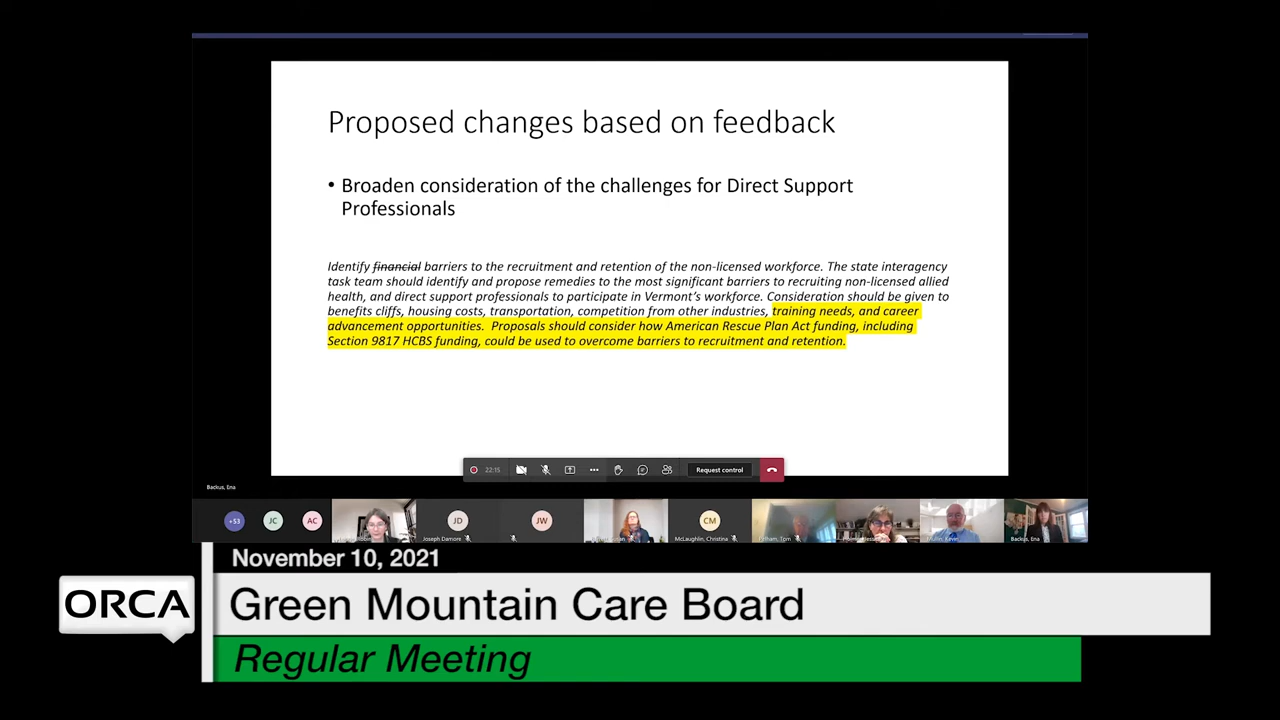 Proposed changes based on feedback
• Broaden consideration of the challenges for Direct Support
Professionals
Identify financial barriers to the recruitment and retention of the non-licensed workforce. The state interagency
task team should identify and propose remedies to the most significant barriers to recruiting non-licensed allied
health, and direct support professionals to participate in Vermont's workforce. Consideration should be given to
benefits cliffs, housing costs, transportation, competition from other industries, training needs, and career
advancement opportunities. Proposals should consider how American Rescue Plan Act funding, including
Section 9817 HCBS funding, could be used to overcome barriers to recruitment and retention.
22:15
Request control
Backus, Ena
+53
JC
AC
JD
JW
CM
Joseph Damore
McLaughlin, Christina
Tom
Backus, Ena
November 10, 2021
ORCA
Green Mountain Care Board
Regular Meeting